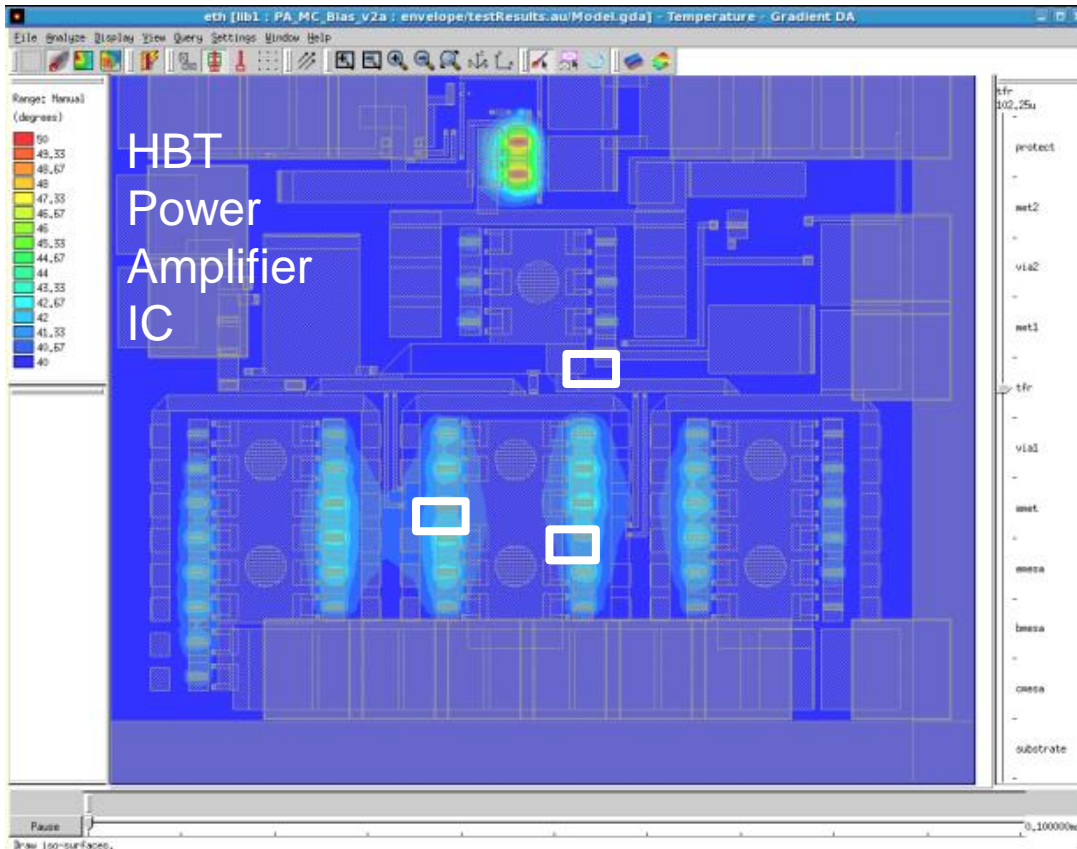 eth [lib1 : PA_MC_Bias_v2a : envelope/testResults.au/Model.gda] - Temperature - Gradient DA
File Analyze Display View Query Settings Window Help
Range: Manual
(degrees)
50
49,33
48,67
48
47,33
46,67
46
45,33
44,67
44
43,33
42,67
42
41,33
40,67
40
HBT
Power
Amplifier
IC
tfr
102,25u
protect
met2
via2
met1
tfr
via1
emet
emesa
bmesa
cmesa
substrate
Pause
Draw iso-surfaces.